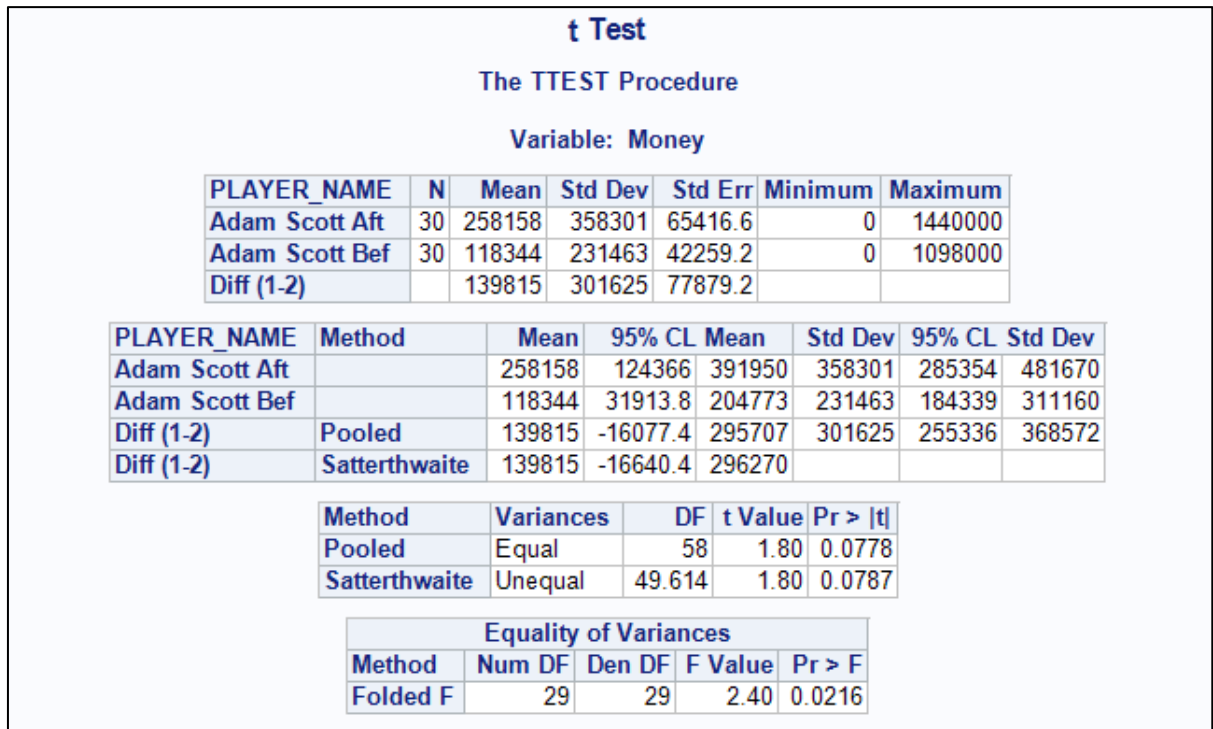 t Test
The TTEST Procedure
Variable: Money
PLAYER_NAME N Mean Std Dev Std Err Minimum Maximum
Adam Scott Aft 30 258158 358301 65416.6 0 1440000
Adam Scott Bef 30 118344 231463 42259.2 0 1098000
Diff (1-2) 139815 301625 77879.2
PLAYER_NAME Method Mean 95% CL Mean Std Dev 95% CL Std Dev
Adam Scott Aft 258158 124366 391950 358301 285354 481670
Adam Scott Bef 118344 31913.8 204773 231463 184339 311160
Diff (1-2) Pooled 139815 -16077.4 295707 301625 255336 368572
Diff (1-2) Satterthwaite 139815 -16640.4 296270
Method Variances DF t Value Pr > |t|
Pooled Equal 58 1.80 0.0778
Satterthwaite Unequal 49.614 1.80 0.0787
Equality of Variances
Method Num DF Den DF F Value Pr > F
Folded F 29 29 2.40 0.0216